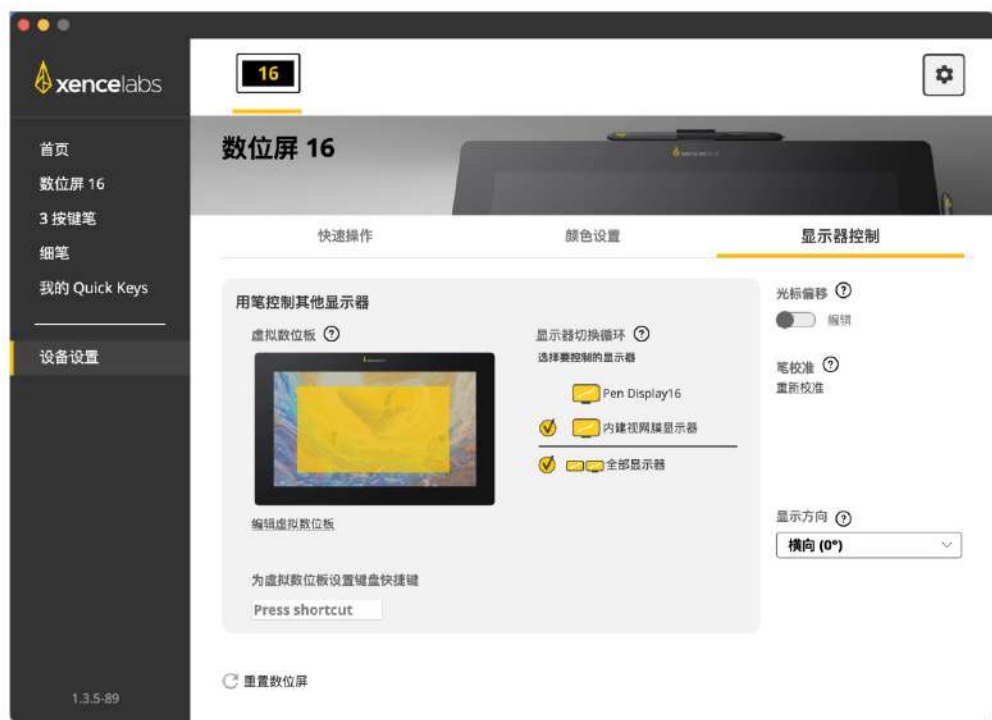 xencelabs
16
首页
数位屏 16
3 按键笔
细笔
我的 Quick Keys
设备设置
1.3.5-89
数位屏 16
快速操作
颜色设置
显示器控制
用笔控制其他显示器
虚拟数位板
编辑虚拟数位板
为虚拟数位板设置键盘快捷键
Press shortcut
显示器切换循环
选择要控制的显示器
Pen Display16
内建视网膜显示器
全部显示器
光标偏移
编辑
笔校准
重新校准
显示方向
横向 (0°)
重置数位屏